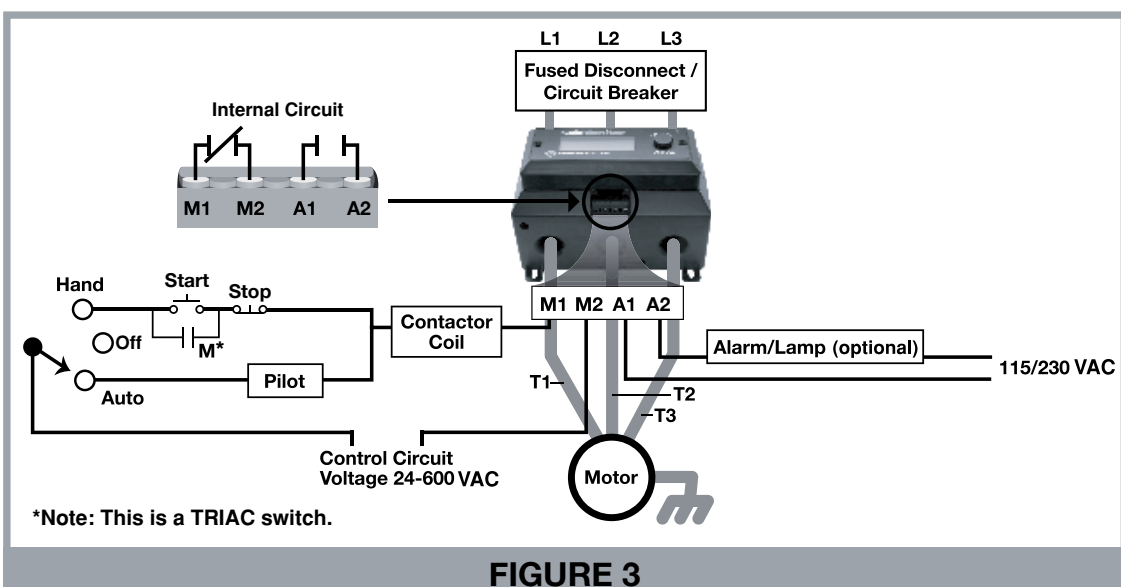 L1 L2 L3
Fused Disconnect /
Circuit Breaker
Internal Circuit
M1 M2 A1 A2
Hand
Start
Stop
Off
M*
Auto
Pilot
Contactor
Coil
M1 M2 A1 A2
Alarm/Lamp (optional)
115/230 VAC
T1
T2
T3
Control Circuit
Voltage 24-600 VAC
Motor
*Note: This is a TRIAC switch.
FIGURE 3